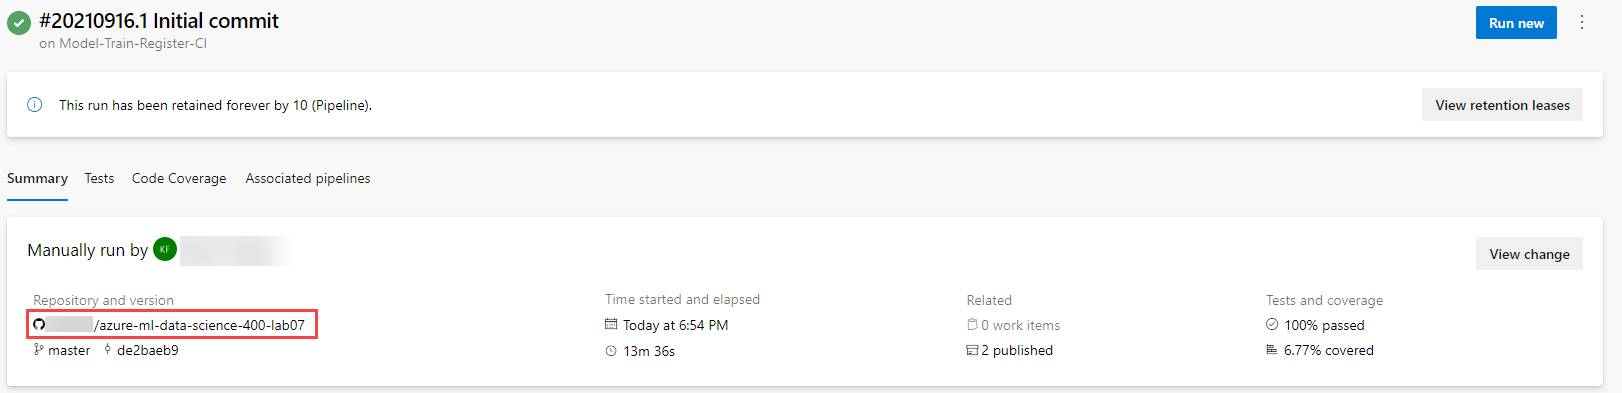 #20210916.1 Initial commit
Run new
on Model-Train-Register-CI
This run has been retained forever by 10 (Pipeline).
View retention leases
Summary Tests Code Coverage Associated pipelines
Manually run by KF
View change
Repository and version Time started and elapsed Related Tests and coverage
/azure-ml-data-science-400-lab07 Today at 6:54 PM 0 work items 100% passed
master de2baeb9 13m 36s 2 published 6.77% covered